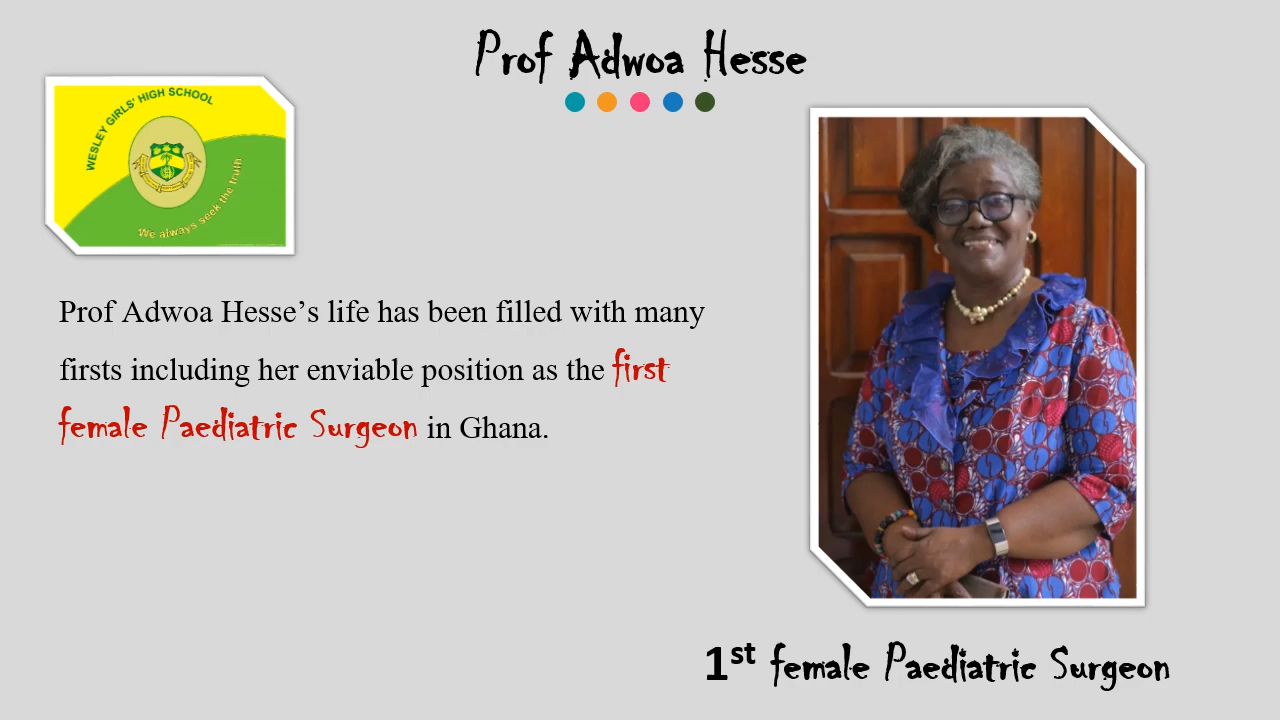 Prof Adwoa Hesse
WESLEY GIRLS' HIGH SCHOOL
We always seek the truth
Prof Adwoa Hesse’s life has been filled with many
firsts including her enviable position as the first
female Paediatric Surgeon in Ghana.
1st female Paediatric Surgeon